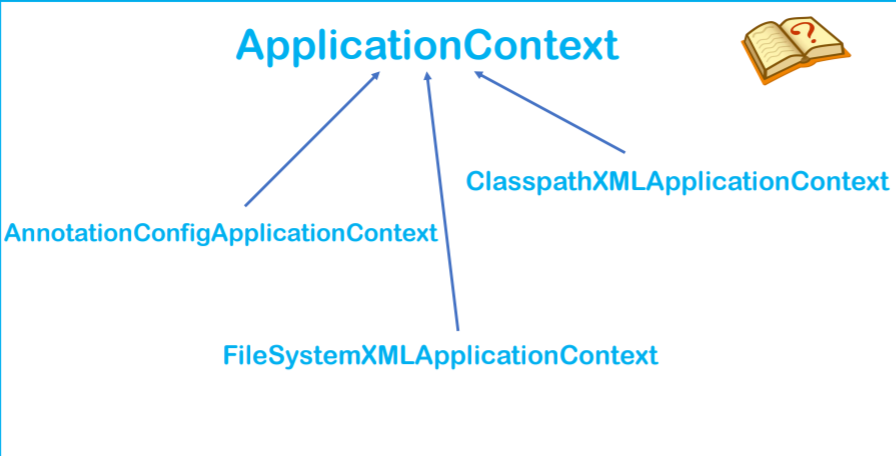 ApplicationContext
ClasspathXMLApplicationContext
AnnotationConfigApplicationContext
FileSystemXMLApplicationContext